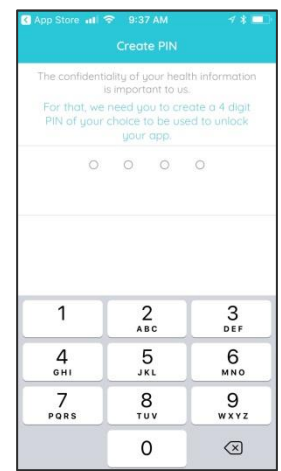 App Store 9:37 AM
Create PIN
The confidentiality of your health information
is important to us.
For that, we need you to create a 4 digit
PIN of your choice to be used to unlock
your app.
1 2 3
ABC DEF
4 5 6
GHI JKL MNO
7 8 9
PQRS TUV WXYZ
0